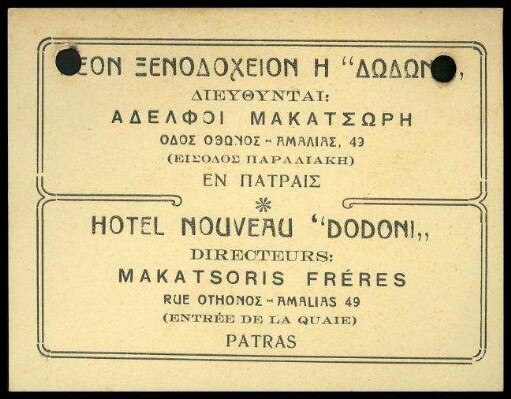 ΕΟΝ ΞΕΝΟΔΟΧΕΙΟΝ Η “ΔΩΔΩΝ „
ΔΙΕΥΘΥΝΤΑΙ:
ΑΔΕΛΦΟΙ ΜΑΚΑΤΣΩΡΗ
ΟΔΟΣ ΟΘΩΝΟΣ - ΑΜΑΛΙΑΣ, 49
(ΕΙΣΟΔΟΣ ΠΑΡΑΛΙΑΚΗ)
ΕΝ ΠΑΤΡΑΙΣ
HOTEL NOUVEAU “DODONI„
DIRECTEURS:
MAKATSORIS FRÉRES
RUE OTHONOS - AMALIAS 49
(ENTRÉE DE LA QUAIE)
PATRAS